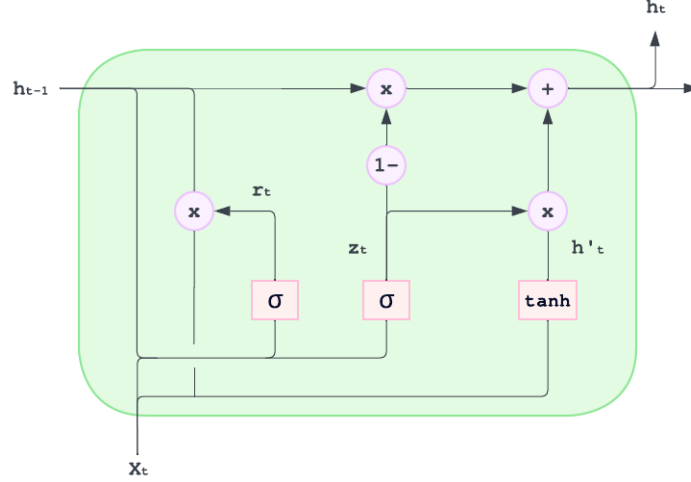 hₜ
hₜ₋₁
x
+
1-
rₜ
x
x
zₜ
h'ₜ
σ
σ
tanh
Xₜ